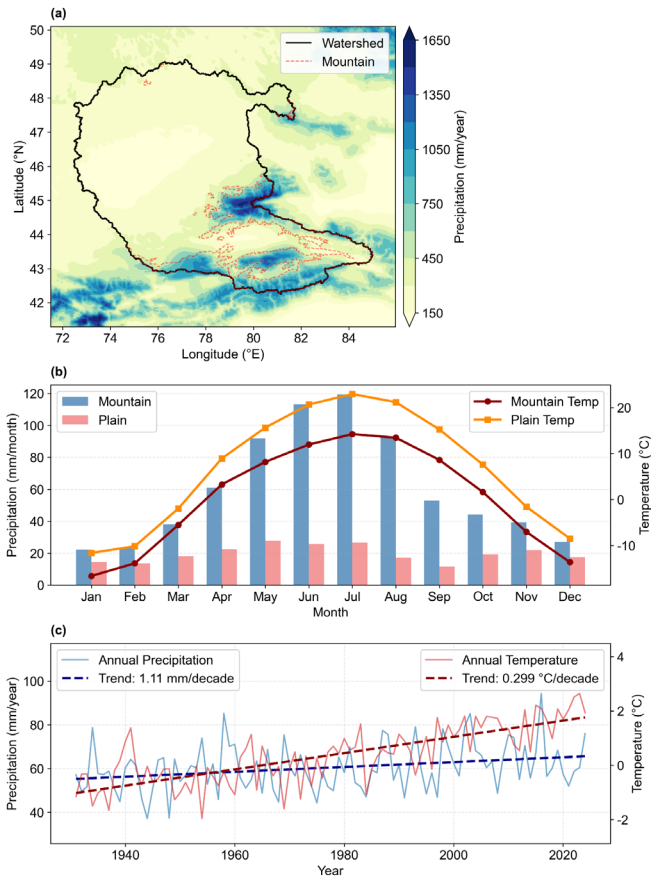 (a)
50
49
48
47
46
45
44
43
42
Latitude (°N)
Watershed
Mountain
72 74 76 78 80 82 84
Longitude (°E)
1650
1350
1050
750
450
150
Precipitation (mm/year)
(b)
120
100
80
60
40
20
0
Precipitation (mm/month)
Mountain
Plain
Mountain Temp
Plain Temp
20
10
0
-10
Temperature (°C)
Jan Feb Mar Apr May Jun Jul Aug Sep Oct Nov Dec
Month
(c)
100
80
60
40
Precipitation (mm/year)
Annual Precipitation
Trend: 1.11 mm/decade
Annual Temperature
Trend: 0.299 °C/decade
4
2
0
-2
Temperature (°C)
1940 1960 1980 2000 2020
Year